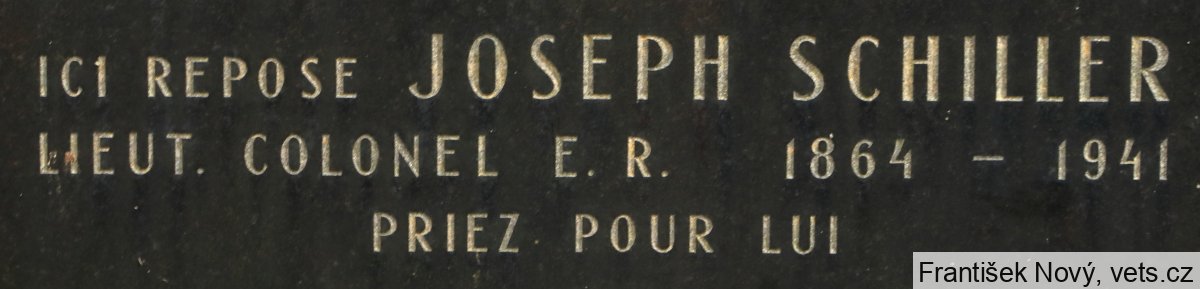 ICI REPOSE JOSEPH SCHILLER
LIEUT. COLONEL E. R. 1864 – 1941
PRIEZ POUR LUI
František Nový, vets.cz